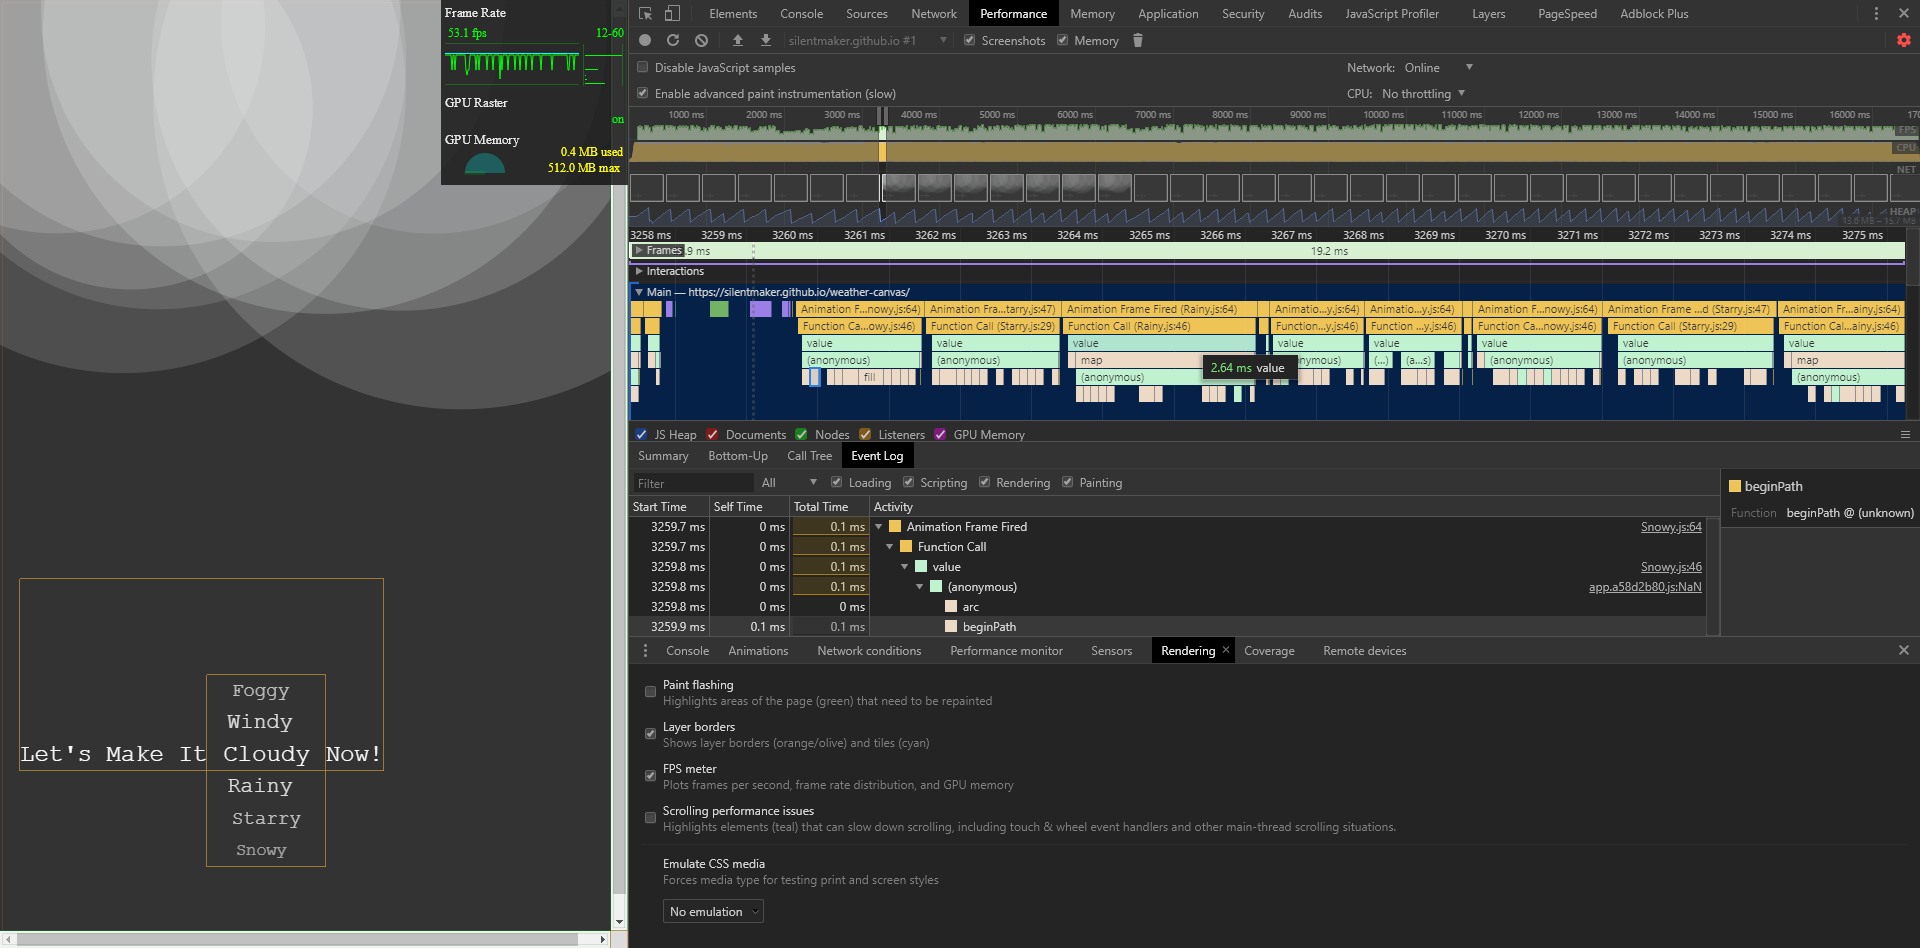 Frame Rate
53.1 fps 12-60
GPU Raster
on
GPU Memory
0.4 MB used
512.0 MB max
Foggy
Windy
Let's Make It Cloudy Now!
Rainy
Starry
Snowy
Elements Console Sources Network Performance Memory Application Security Audits JavaScript Profiler Layers PageSpeed Adblock Plus
silentmaker.github.io #1 Screenshots Memory
Disable JavaScript samples Network: Online
Enable advanced paint instrumentation (slow) CPU: No throttling
1000 ms 2000 ms 3000 ms 4000 ms 5000 ms 6000 ms 7000 ms 8000 ms 9000 ms 10000 ms 11000 ms 12000 ms 13000 ms 14000 ms 15000 ms 16000 ms 170
FPS
CPU
NET
HEAP
3258 ms 3259 ms 3260 ms 3261 ms 3262 ms 3263 ms 3264 ms 3265 ms 3266 ms 3267 ms 3268 ms 3269 ms 3270 ms 3271 ms 3272 ms 3273 ms 3274 ms 3275 ms
Frames .9 ms 19.2 ms
Interactions
Main — https://silentmaker.github.io/weather-canvas/
Animation F...nowy.js:64) Animation Fra...tarry.js:47) Animation Frame Fired (Rainy.js:64) Animatio...y.js:64) Animatio...y.js:64) Animation F...nowy.js:64) Animation Frame ...d (Starry.js:47) Animation Fr...ainy.js:64)
Function Ca...owy.js:46) Function Call (Starry.js:29) Function Call (Rainy.js:46) Function...y.js:46) Function ...y.js:46) Function Ca...nowy.js:46) Function Call (Starry.js:29) Function Cal...ainy.js:46)
value value value value value value value value
(anonymous) (anonymous) map nymous) (...) (a...s) (anonymous) (anonymous) map
2.64 ms value
fill (anonymous) (anonymous)
JS Heap Documents Nodes Listeners GPU Memory
Summary Bottom-Up Call Tree Event Log
Filter All Loading Scripting Rendering Painting
Start Time Self Time Total Time Activity
3259.7 ms 0 ms 0.1 ms Animation Frame Fired Snowy.js:64
3259.7 ms 0 ms 0.1 ms Function Call
3259.8 ms 0 ms 0.1 ms value Snowy.js:46
3259.8 ms 0 ms 0.1 ms (anonymous) app.a58d2b80.js:NaN
3259.8 ms 0 ms 0 ms arc
3259.9 ms 0.1 ms 0.1 ms beginPath
beginPath
Function beginPath @ (unknown)
Console Animations Network conditions Performance monitor Sensors Rendering Coverage Remote devices
Paint flashing
Highlights areas of the page (green) that need to be repainted
Layer borders
Shows layer borders (orange/olive) and tiles (cyan)
FPS meter
Plots frames per second, frame rate distribution, and GPU memory
Scrolling performance issues
Highlights elements (teal) that can slow down scrolling, including touch & wheel event handlers and other main-thread scrolling situations.
Emulate CSS media
Forces media type for testing print and screen styles
No emulation